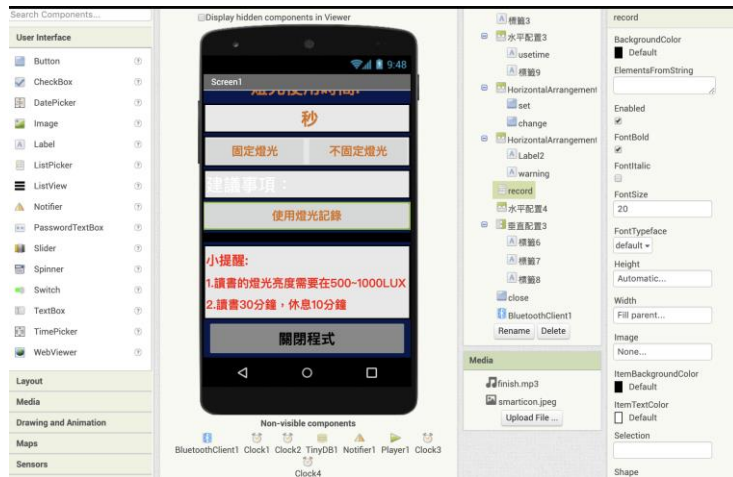 Search Components...
User Interface
Button
CheckBox
DatePicker
Image
Label
ListPicker
ListView
Notifier
PasswordTextBox
Slider
Spinner
Switch
TextBox
TimePicker
WebViewer
Layout
Media
Drawing and Animation
Maps
Sensors
Display hidden components in Viewer
9:48
Screen1
燈光使用時間:
秒
固定燈光
不固定燈光
建議事項：
使用燈光記錄
小提醒:
1.讀書的燈光亮度需要在500~1000LUX
2.讀書30分鐘，休息10分鐘
關閉程式
Non-visible components
BluetoothClient1 Clock1 Clock2 TinyDB1 Notifier1 Player1 Clock3
Clock4
標籤3
水平配置3
usetime
標籤9
HorizontalArrangement
set
change
HorizontalArrangement
Label2
warning
record
水平配置4
垂直配置3
標籤6
標籤7
標籤8
close
BluetoothClient1
Rename Delete
Media
finish.mp3
smarticon.jpeg
Upload File ...
record
BackgroundColor
Default
ElementsFromString
Enabled
FontBold
FontItalic
FontSize
20
FontTypeface
default
Height
Automatic...
Width
Fill parent...
Image
None...
ItemBackgroundColor
Default
ItemTextColor
Default
Selection
Shape